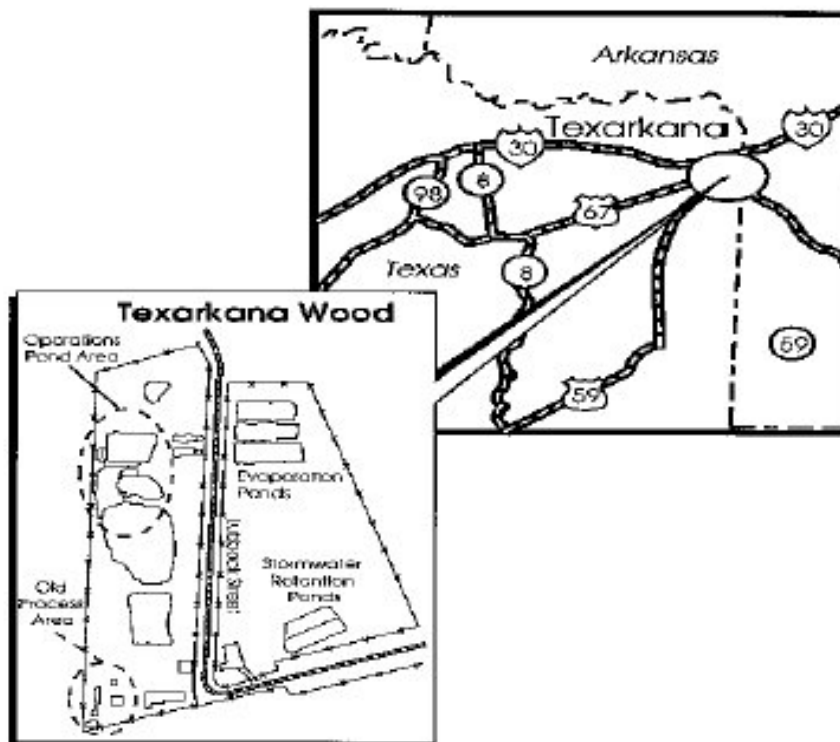 Arkansas
Texarkana
30
30
98
8
67
Texas
8
59
59
Texarkana Wood
Operations
Pond Area
Evaporation
Ponds
Lubbock Street
Stormwater
Retention
Ponds
Old
Process
Area